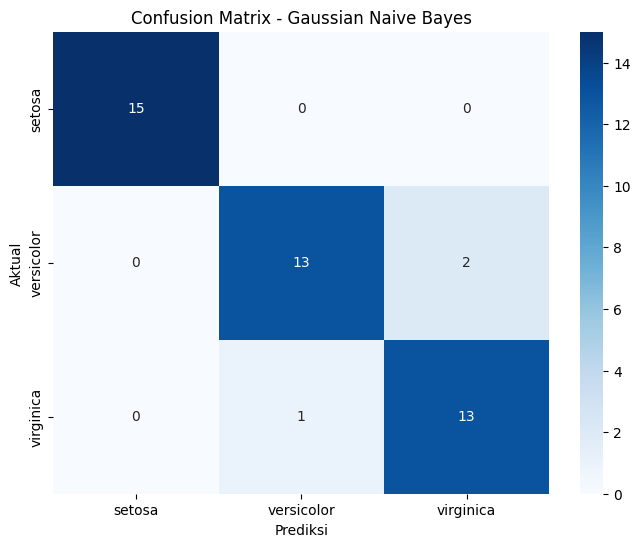 Confusion Matrix - Gaussian Naive Bayes
setosa
15 0 0
versicolor
0 13 2
virginica
0 1 13
Aktual
setosa versicolor virginica
Prediksi
14
12
10
8
6
4
2
0